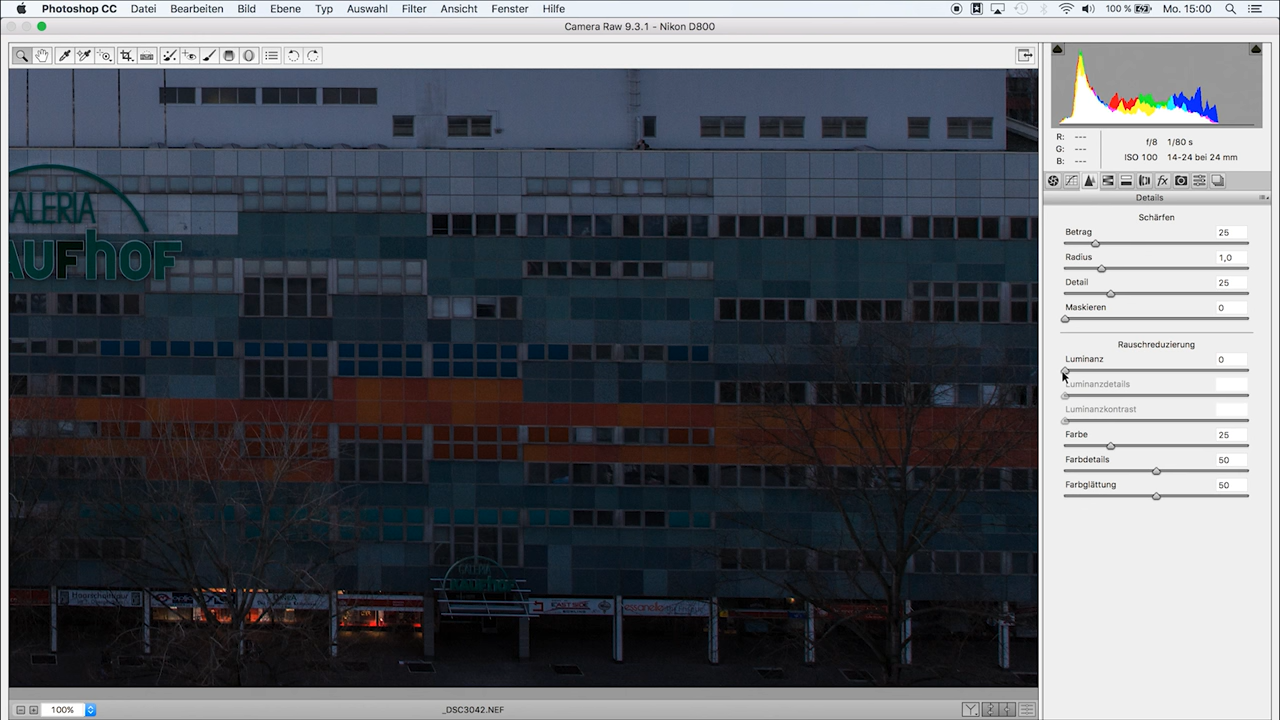 Photoshop CC Datei Bearbeiten Bild Ebene Typ Auswahl Filter Ansicht Fenster Hilfe 100 % Mo. 15:00
Camera Raw 9.3.1 - Nikon D800
R: ---
G: ---
B: ---
f/8 1/80 s
ISO 100 14-24 bei 24 mm
Details
Schärfen
Betrag 25
Radius 1,0
Detail 25
Maskieren 0
Rauschreduzierung
Luminanz 0
Luminanzdetails
Luminanzkontrast
Farbe 25
Farbdetails 50
Farbglättung 50
ALERIA
AUFhOF
GALERIA
KAUFhOF
100%
_DSC3042.NEF